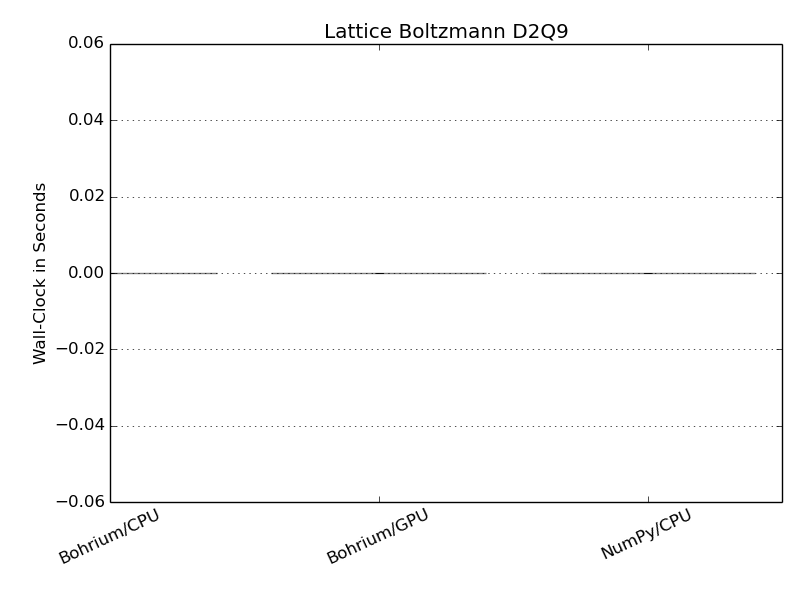 Lattice Boltzmann D2Q9
Wall-Clock in Seconds
0.06
0.04
0.02
0.00
−0.02
−0.04
−0.06
Bohrium/CPU
Bohrium/GPU
NumPy/CPU